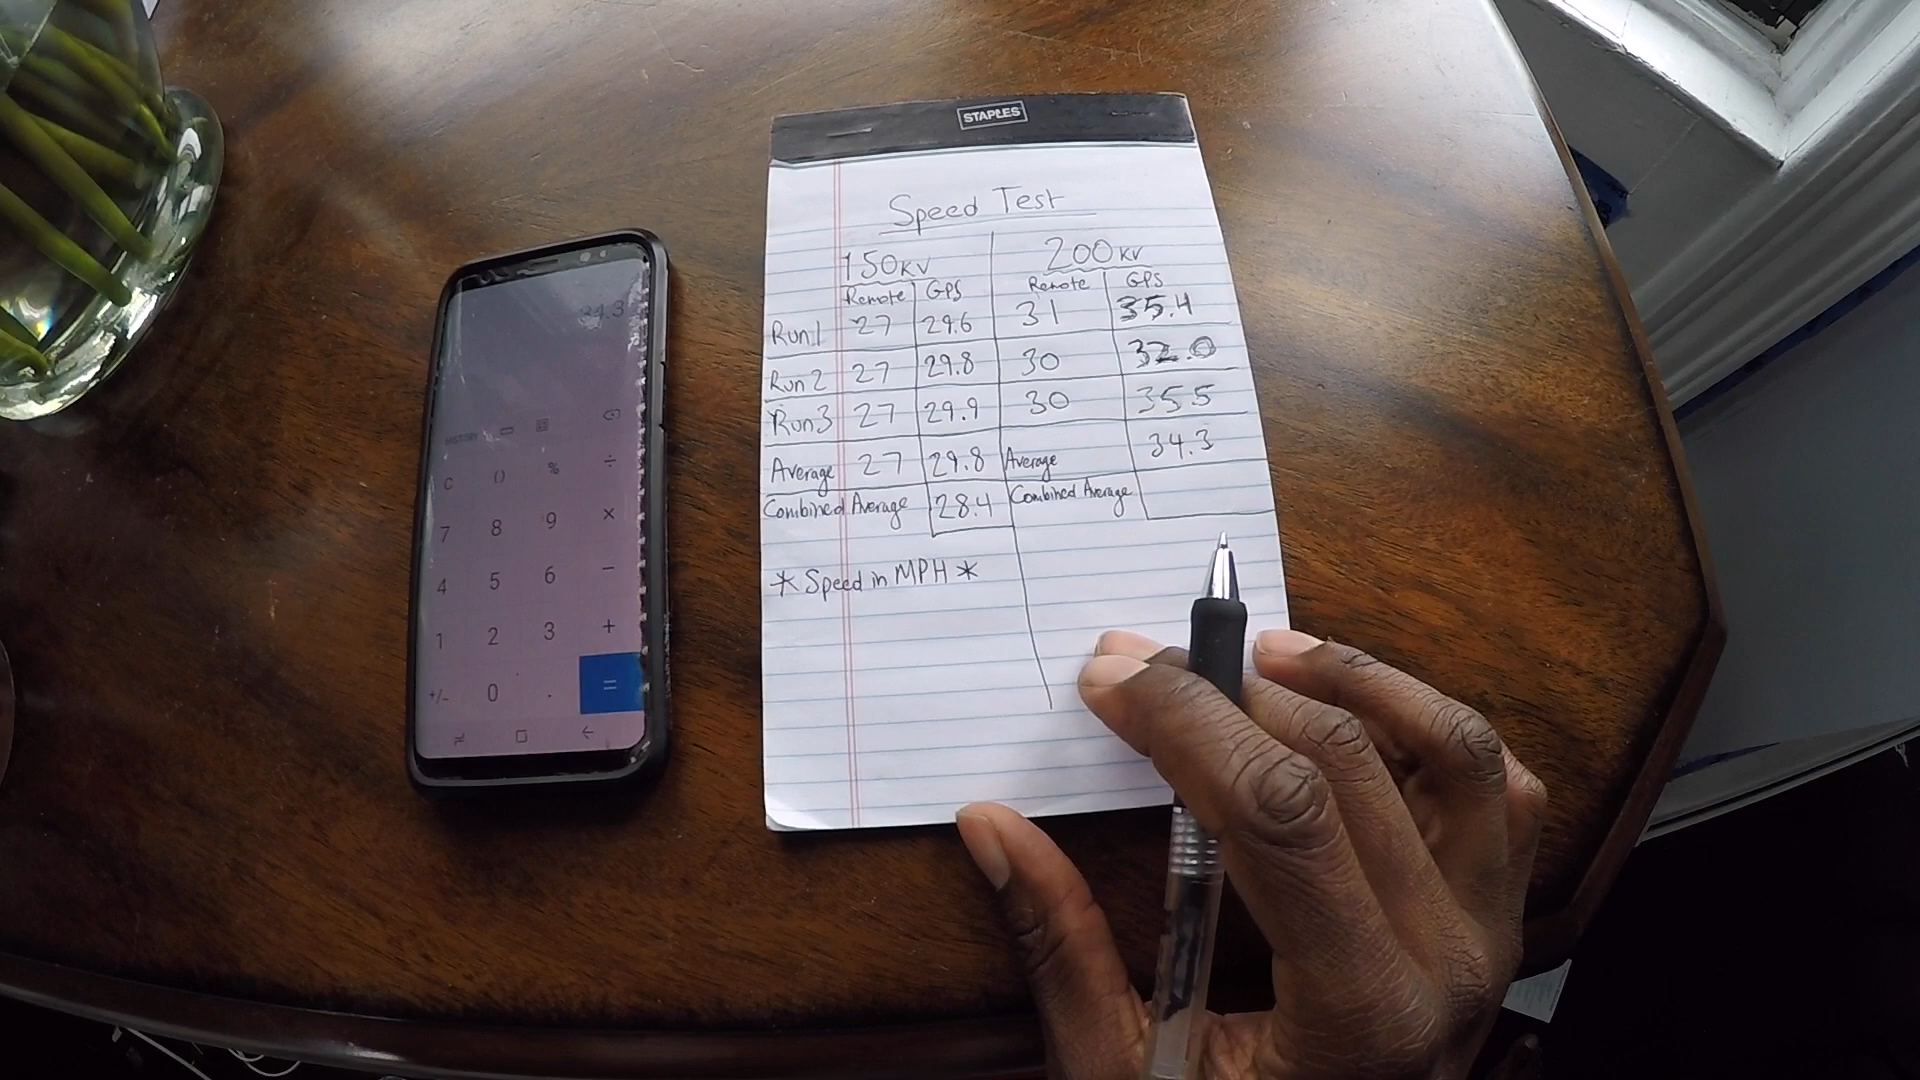 STAPLES
Speed Test
150KV 200KV
Remote GPS Remote GPS
Run1 27 29.6 31 35.4
Run2 27 29.8 30 32.0
Run3 27 29.9 30 35.5
Average 27 29.8 Average 34.3
Combined Average 28.4 Combined Average
* Speed in MPH *
34.3
HISTORY
C () % ÷
7 8 9 ×
4 5 6 −
1 2 3 +
+/− 0 . =